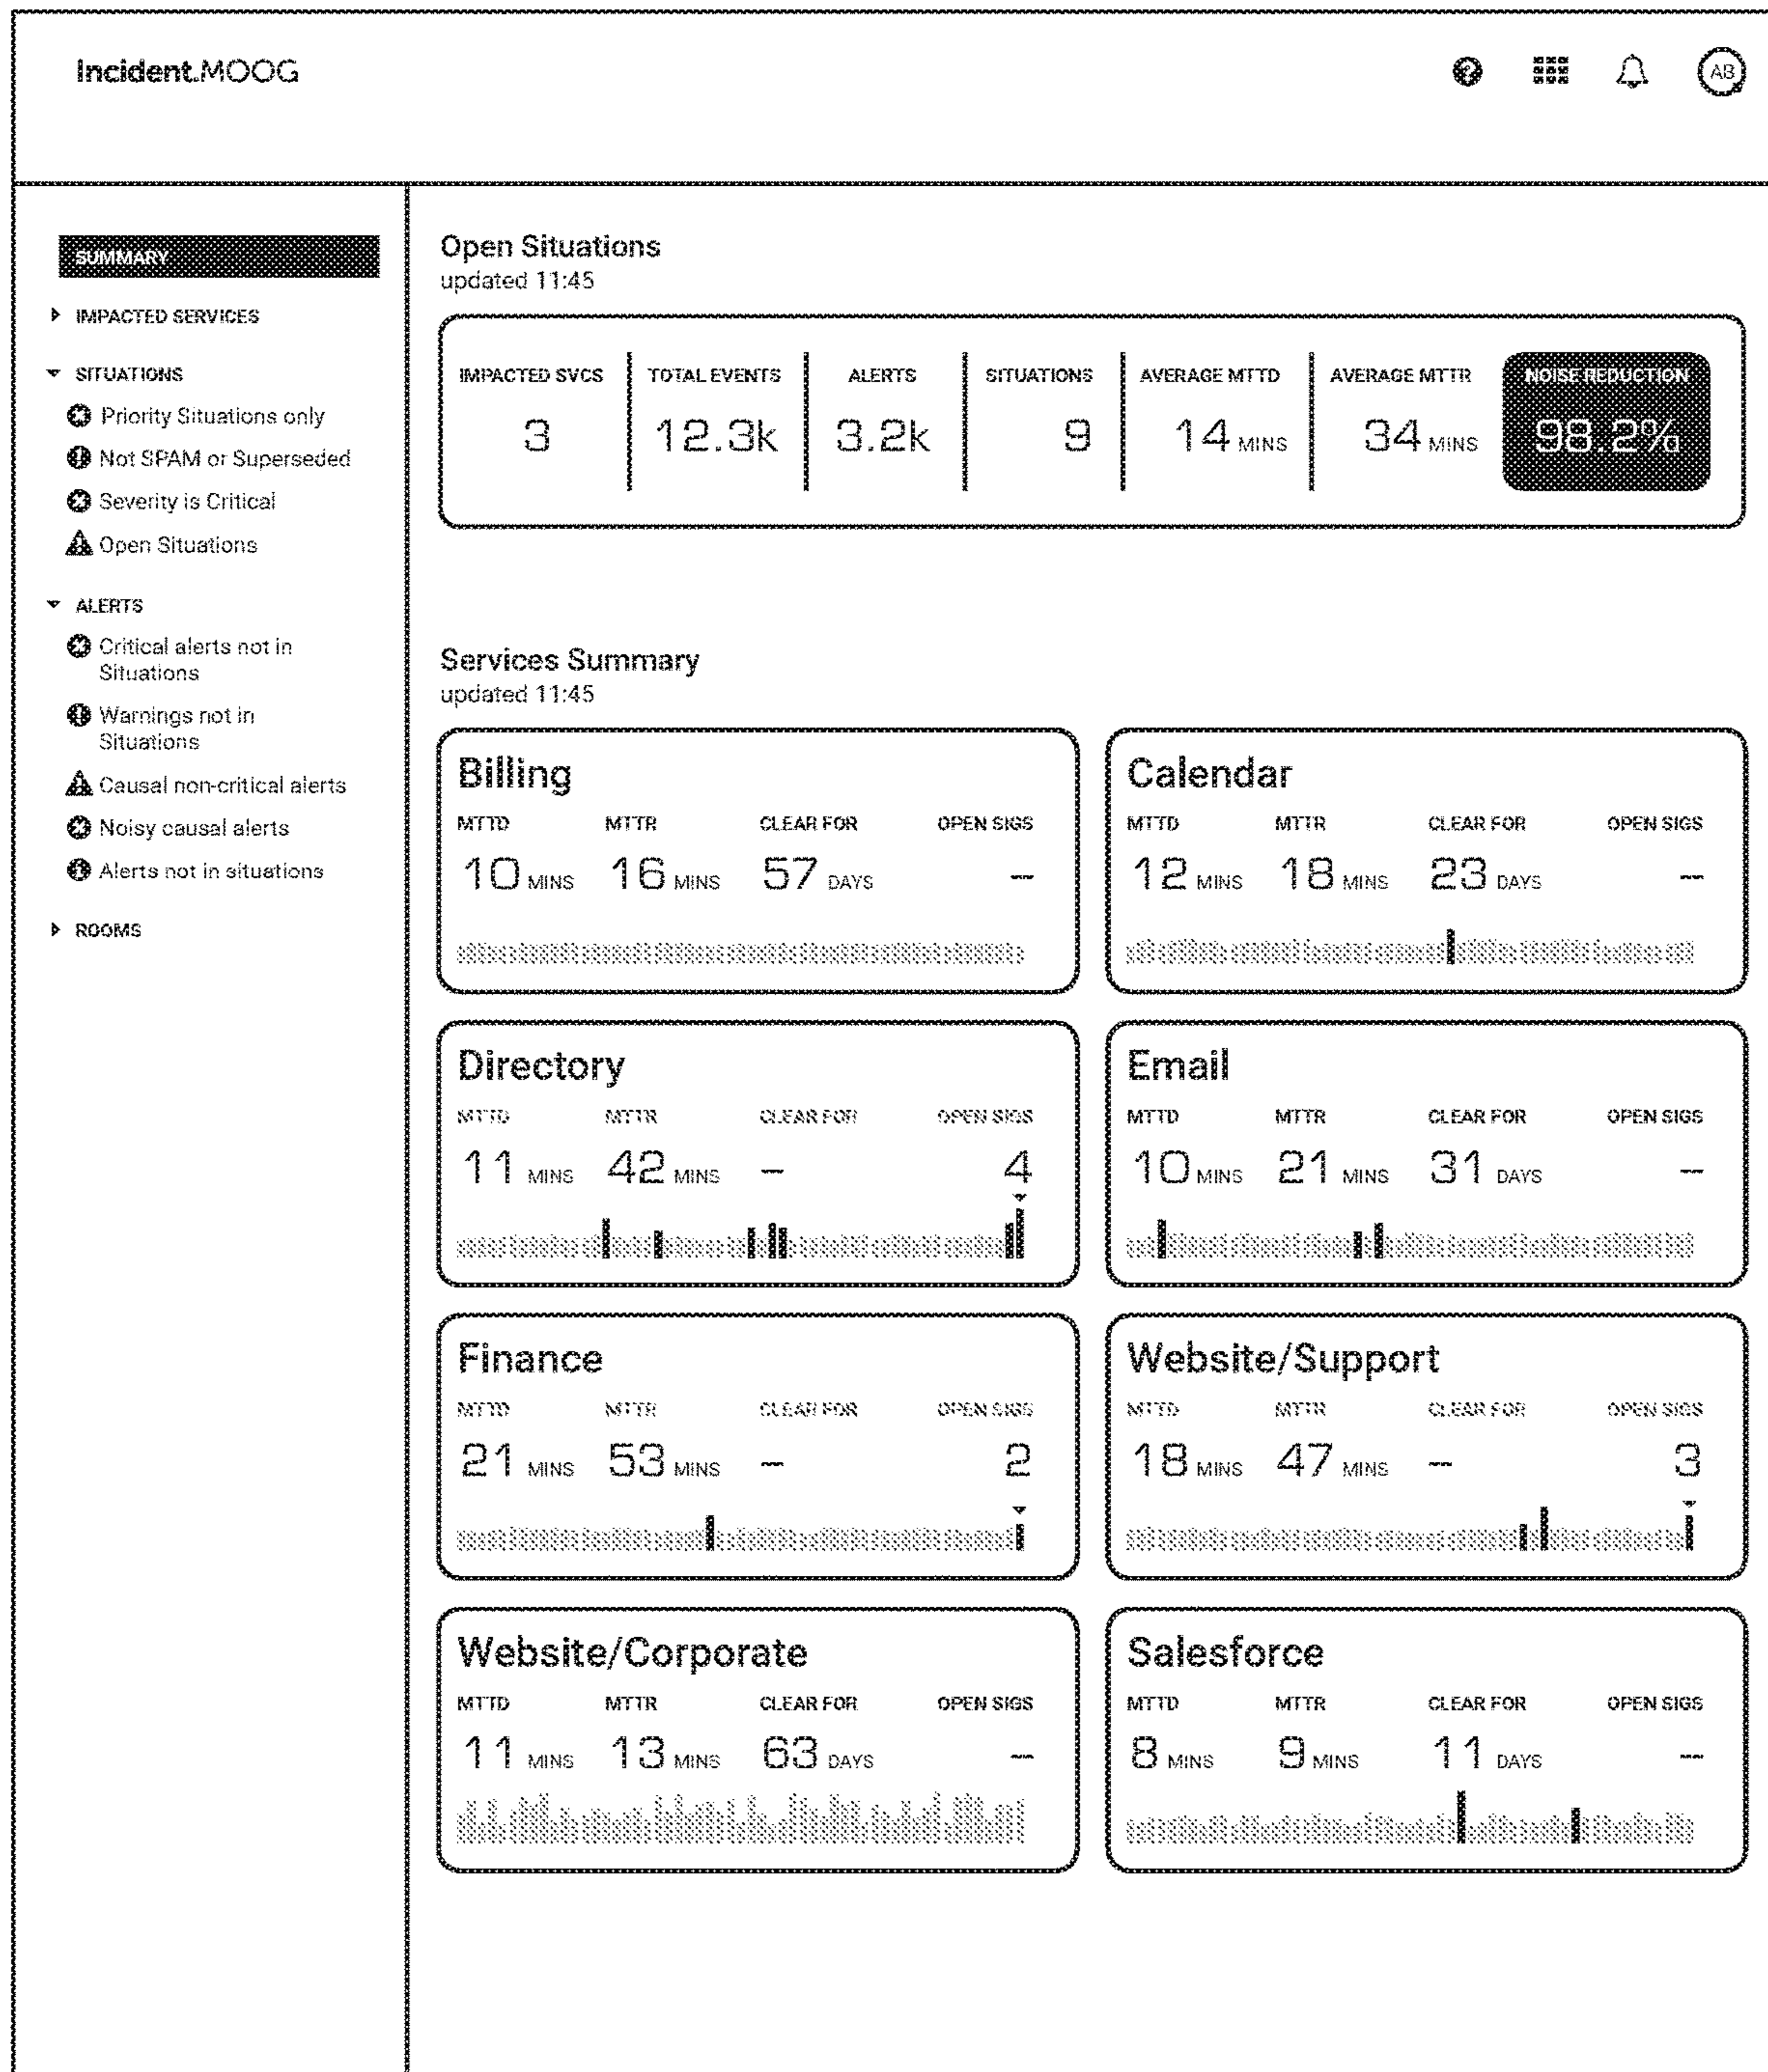 Incident.MOOG
AB
SUMMARY
IMPACTED SERVICES
SITUATIONS
Priority Situations only
Not SPAM or Superseded
Severity is Critical
Open Situations
ALERTS
Critical alerts not in
Situations
Warnings not in
Situations
Causal non-critical alerts
Noisy causal alerts
Alerts not in situations
ROOMS
Open Situations
updated 11:45
IMPACTED SVCS TOTAL EVENTS ALERTS SITUATIONS AVERAGE MTTD AVERAGE MTTR NOISE REDUCTION
3 12.3k 3.2k 9 14 MINS 34 MINS 98.2%
Services Summary
updated 11:45
Billing
MTTD MTTR CLEAR FOR OPEN SIGS
10 MINS 16 MINS 57 DAYS --
Calendar
MTTD MTTR CLEAR FOR OPEN SIGS
12 MINS 18 MINS 23 DAYS --
Directory
MTTD MTTR CLEAR FOR OPEN SIGS
11 MINS 42 MINS -- 4
Email
MTTD MTTR CLEAR FOR OPEN SIGS
10 MINS 21 MINS 31 DAYS --
Finance
MTTD MTTR CLEAR FOR OPEN SIGS
21 MINS 53 MINS -- 2
Website/Support
MTTD MTTR CLEAR FOR OPEN SIGS
18 MINS 47 MINS -- 3
Website/Corporate
MTTD MTTR CLEAR FOR OPEN SIGS
11 MINS 13 MINS 63 DAYS --
Salesforce
MTTD MTTR CLEAR FOR OPEN SIGS
8 MINS 9 MINS 11 DAYS --